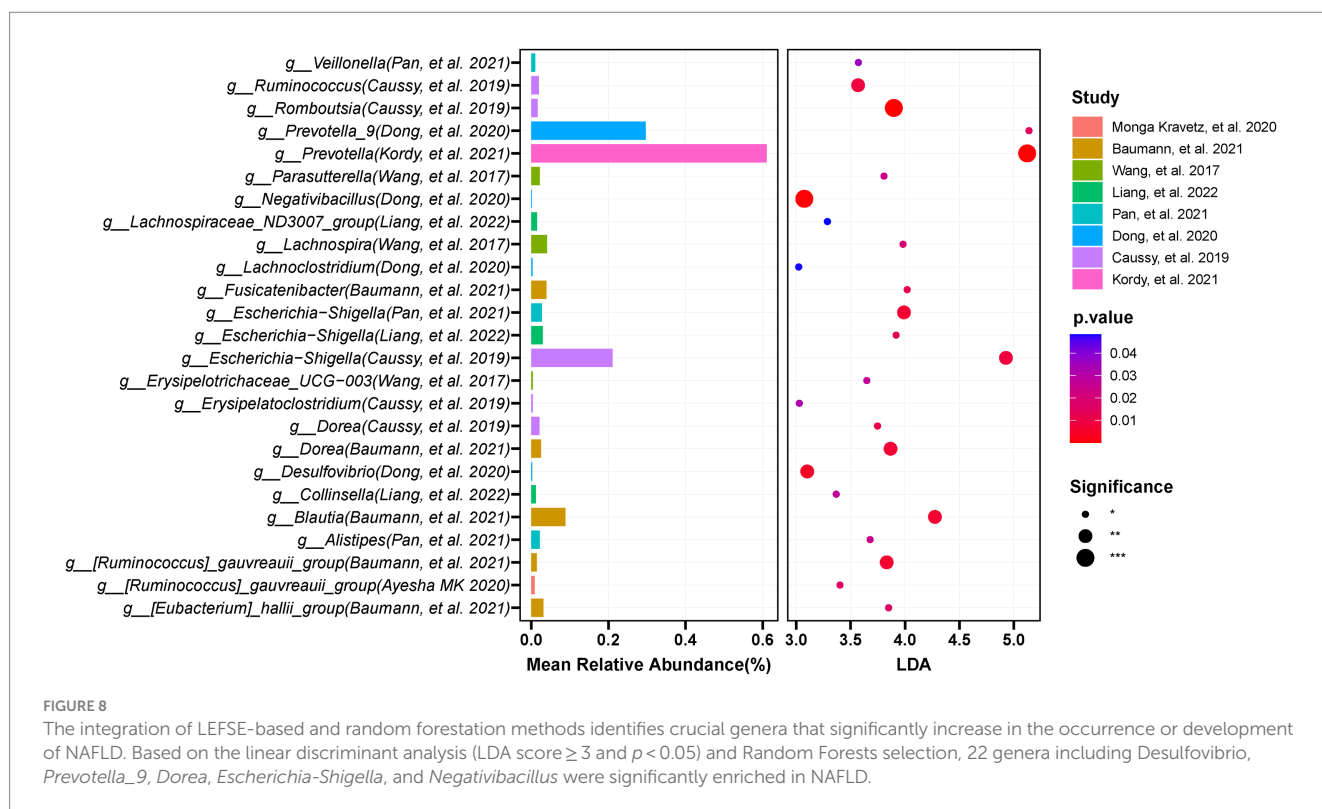 g__Veillonella(Pan, et al. 2021)
g__Ruminococcus(Caussy, et al. 2019)
g__Romboutsia(Caussy, et al. 2019)
g__Prevotella_9(Dong, et al. 2020)
g__Prevotella(Kordy, et al. 2021)
g__Parasutterella(Wang, et al. 2017)
g__Negativibacillus(Dong, et al. 2020)
g__Lachnospiraceae_ND3007_group(Liang, et al. 2022)
g__Lachnospira(Wang, et al. 2017)
g__Lachnoclostridium(Dong, et al. 2020)
g__Fusicatenibacter(Baumann, et al. 2021)
g__Escherichia−Shigella(Pan, et al. 2021)
g__Escherichia−Shigella(Liang, et al. 2022)
g__Escherichia−Shigella(Caussy, et al. 2019)
g__Erysipelotrichaceae_UCG−003(Wang, et al. 2017)
g__Erysipelatoclostridium(Caussy, et al. 2019)
g__Dorea(Caussy, et al. 2019)
g__Dorea(Baumann, et al. 2021)
g__Desulfovibrio(Dong, et al. 2020)
g__Collinsella(Liang, et al. 2022)
g__Blautia(Baumann, et al. 2021)
g__Alistipes(Pan, et al. 2021)
g__[Ruminococcus]_gauvreauii_group(Baumann, et al. 2021)
g__[Ruminococcus]_gauvreauii_group(Ayesha MK 2020)
g__[Eubacterium]_hallii_group(Baumann, et al. 2021)
0.0 0.2 0.4 0.6
Mean Relative Abundance(%)
3.0 3.5 4.0 4.5 5.0
LDA
Study
Monga Kravetz, et al. 2020
Baumann, et al. 2021
Wang, et al. 2017
Liang, et al. 2022
Pan, et al. 2021
Dong, et al. 2020
Caussy, et al. 2019
Kordy, et al. 2021
p.value
0.04
0.03
0.02
0.01
Significance
*
**
***
FIGURE 8
The integration of LEFSE-based and random forestation methods identifies crucial genera that significantly increase in the occurrence or development
of NAFLD. Based on the linear discriminant analysis (LDA score ≥ 3 and p < 0.05) and Random Forests selection, 22 genera including Desulfovibrio,
Prevotella_9, Dorea, Escherichia-Shigella, and Negativibacillus were significantly enriched in NAFLD.